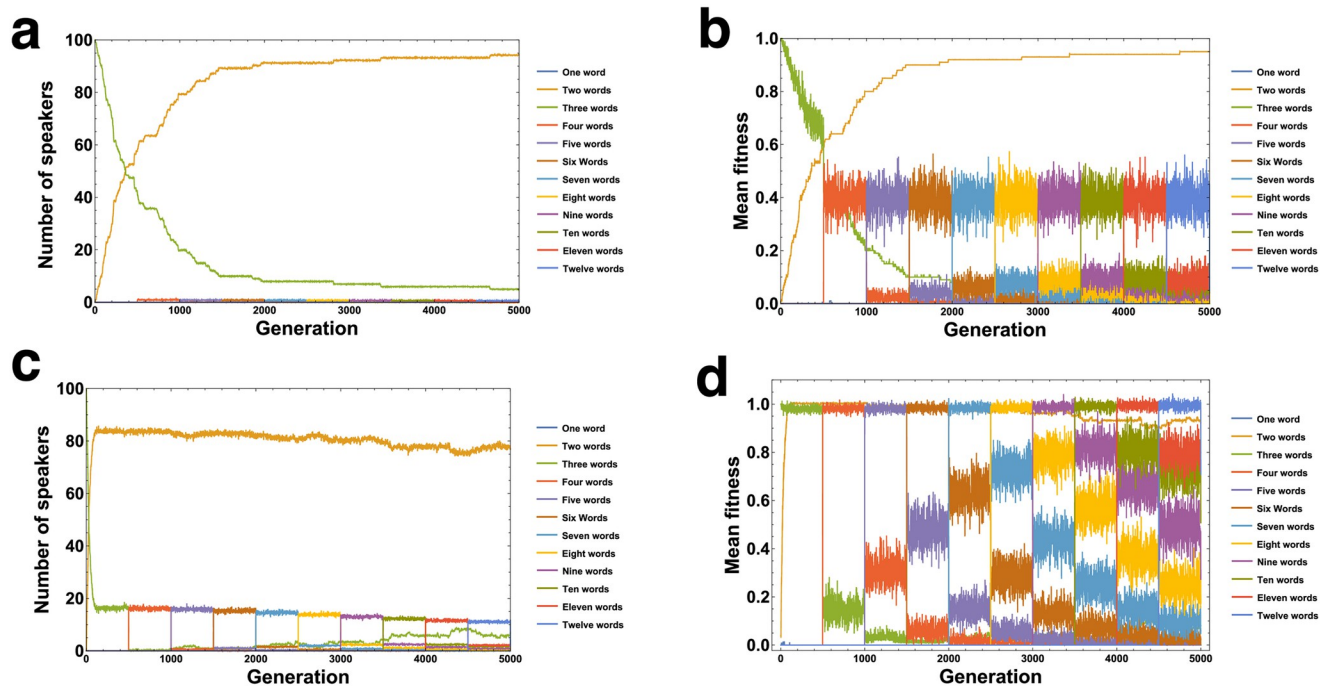 a
Number of speakers
100
80
60
40
20
0
0 1000 2000 3000 4000 5000
Generation
One word
Two words
Three words
Four words
Five words
Six Words
Seven words
Eight words
Nine words
Ten words
Eleven words
Twelve words
b
Mean fitness
1.0
0.8
0.6
0.4
0.2
0.0
0 1000 2000 3000 4000 5000
Generation
One word
Two words
Three words
Four words
Five words
Six Words
Seven words
Eight words
Nine words
Ten words
Eleven words
Twelve words
c
Number of speakers
100
80
60
40
20
0
0 1000 2000 3000 4000 5000
Generation
One word
Two words
Three words
Four words
Five words
Six Words
Seven words
Eight words
Nine words
Ten words
Eleven words
Twelve words
d
Mean fitness
1.0
0.8
0.6
0.4
0.2
0.0
0 1000 2000 3000 4000 5000
Generation
One word
Two words
Three words
Four words
Five words
Six Words
Seven words
Eight words
Nine words
Ten words
Eleven words
Twelve words